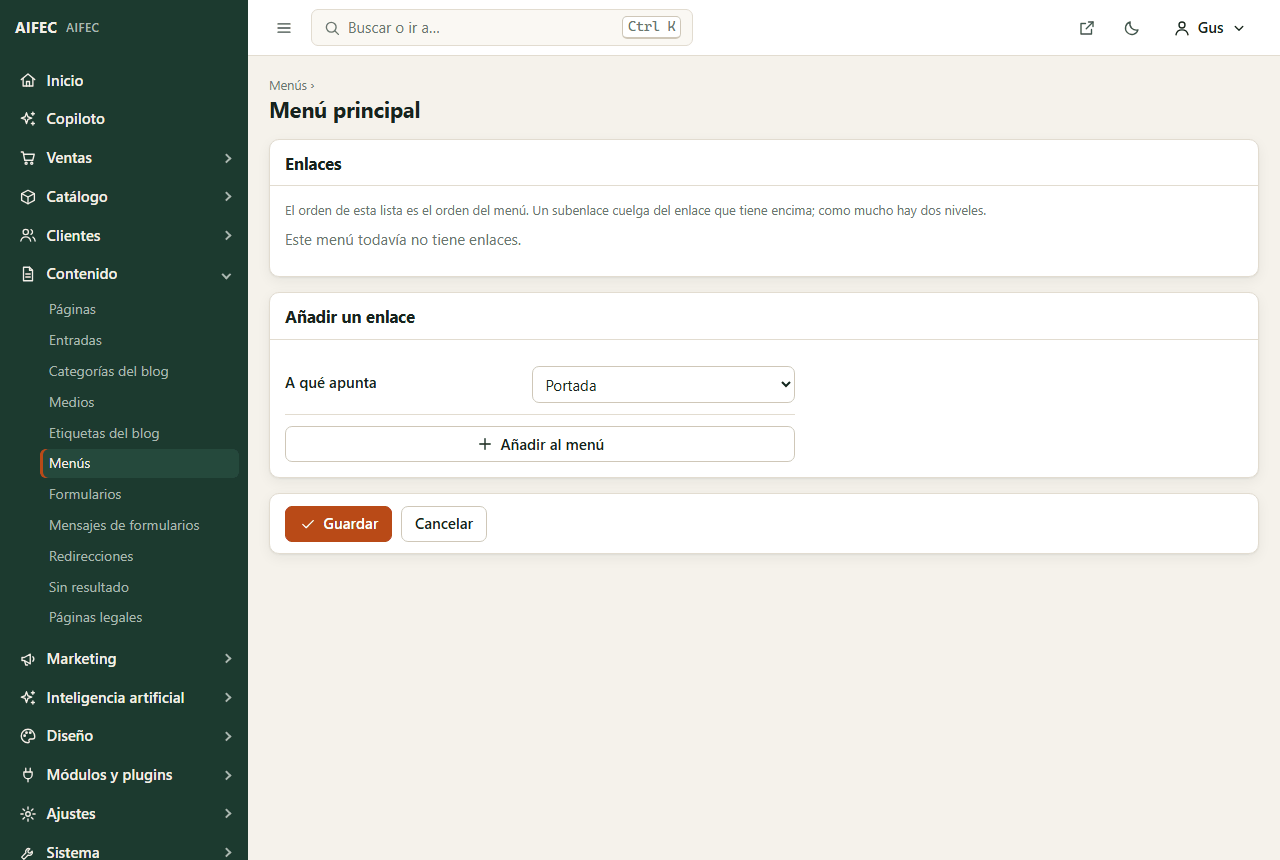 AIFEC AIFEC
Buscar o ir a... Ctrl K
Gus
Inicio
Copiloto
Ventas
Catálogo
Clientes
Contenido
Páginas
Entradas
Categorías del blog
Medios
Etiquetas del blog
Menús
Formularios
Mensajes de formularios
Redirecciones
Sin resultado
Páginas legales
Marketing
Inteligencia artificial
Diseño
Módulos y plugins
Ajustes
Sistema
Menús ›
Menú principal
Enlaces
El orden de esta lista es el orden del menú. Un subenlace cuelga del enlace que tiene encima; como mucho hay dos niveles.
Este menú todavía no tiene enlaces.
Añadir un enlace
A qué apunta Portada
Añadir al menú
Guardar Cancelar